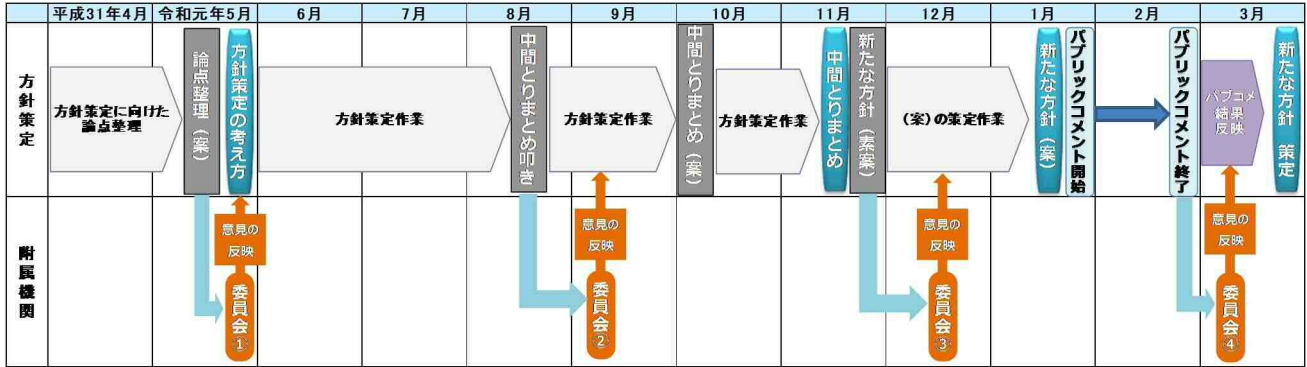 平成31年4月
令和元年5月
6月
7月
8月
9月
10月
11月
12月
1月
2月
3月
方針策定
方針策定に向けた
論点整理
論点整理（案）
方針策定の考え方
方針策定作業
中間とりまとめ叩き
方針策定作業
中間とりまとめ（案）
方針策定作業
中間とりまとめ
新たな方針（素案）
（案）の策定作業
新たな方針（案）
パブリックコメント開始
パブリックコメント終了
パブコメ
結果
反映
新たな方針 策定
附属機関
意見の
反映
委員会①
意見の
反映
委員会②
意見の
反映
委員会③
意見の
反映
委員会④